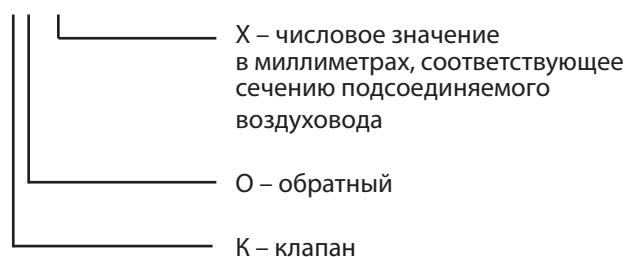 X – числовое значение
в миллиметрах, соответствующее
сечению подсоединяемого
воздуховода
О – обратный
К – клапан